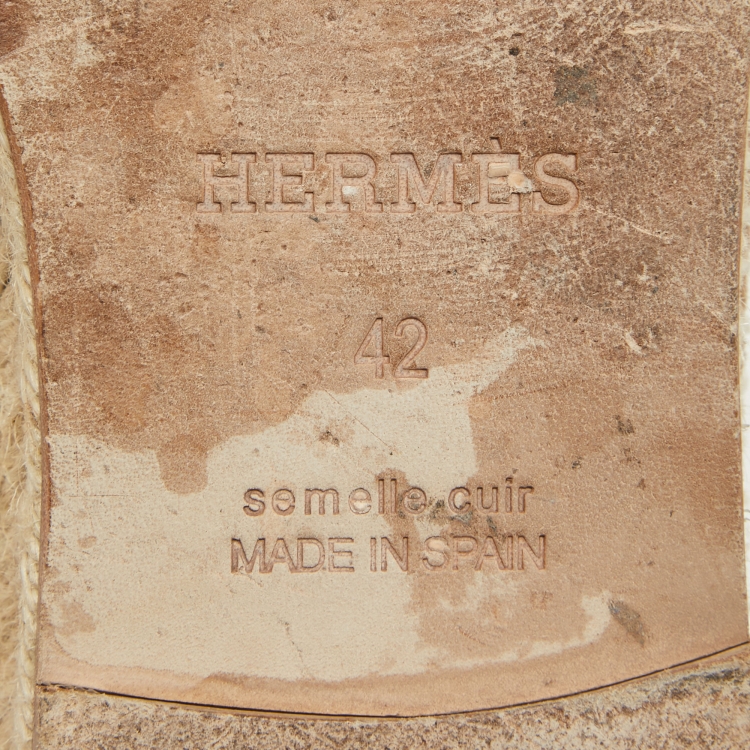 HERMÈS
42
semelle cuir
MADE IN SPAIN